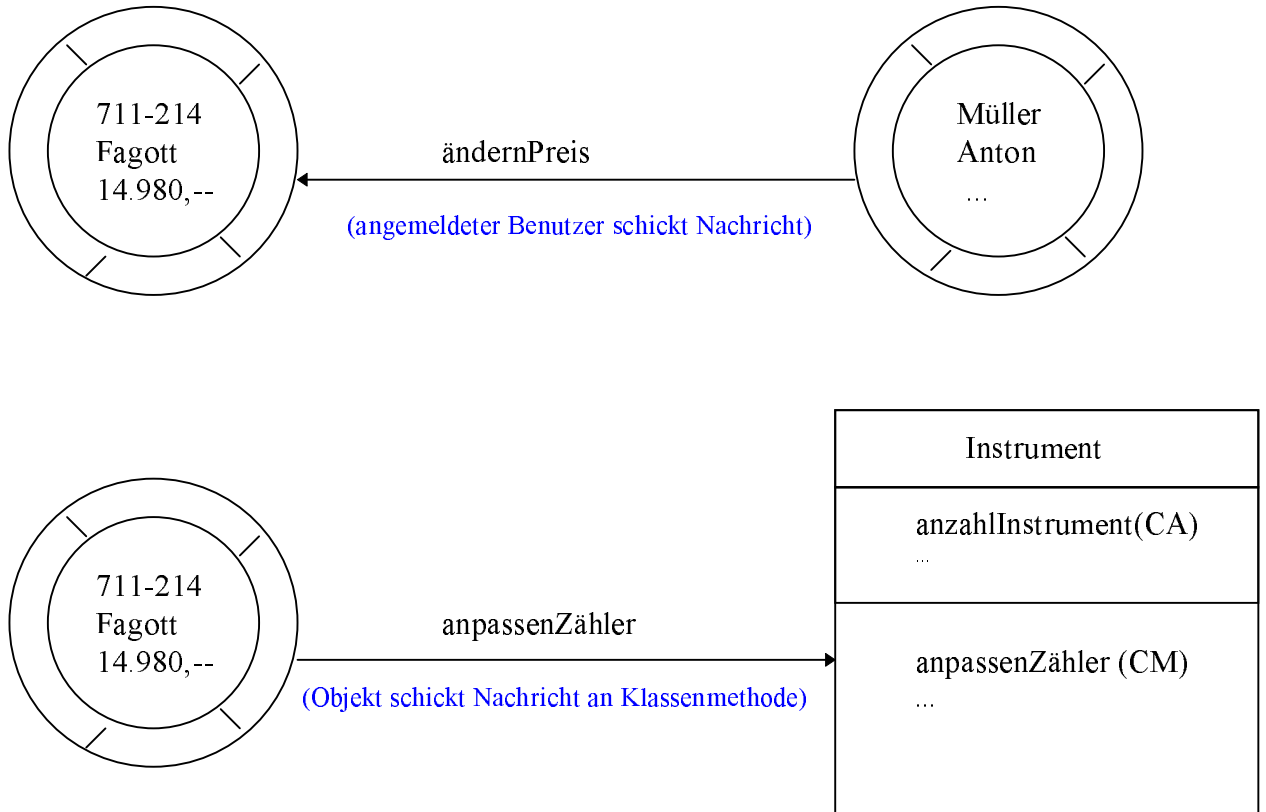 711-214
Fagott
14.980,--
ändernPreis
(angemeldeter Benutzer schickt Nachricht)
Müller
Anton
...
711-214
Fagott
14.980,--
anpassenZähler
(Objekt schickt Nachricht an Klassenmethode)
Instrument
anzahlInstrument(CA)
...
anpassenZähler (CM)
...